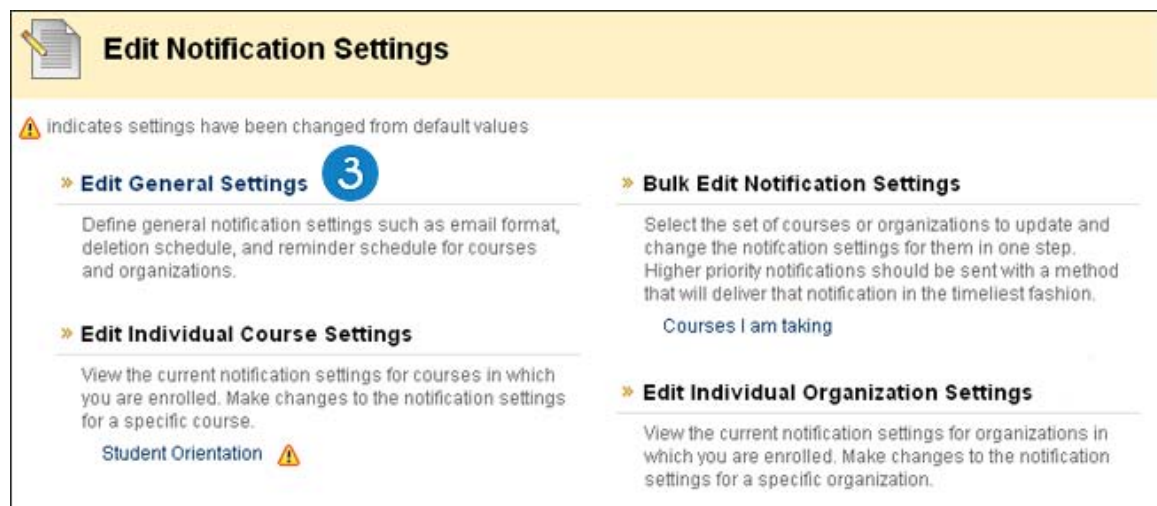 Edit Notification Settings
indicates settings have been changed from default values
» Edit General Settings 3
Define general notification settings such as email format,
deletion schedule, and reminder schedule for courses
and organizations.
» Edit Individual Course Settings
View the current notification settings for courses in which
you are enrolled. Make changes to the notification settings
for a specific course.
Student Orientation
» Bulk Edit Notification Settings
Select the set of courses or organizations to update and
change the notifcation settings for them in one step.
Higher priority notifications should be sent with a method
that will deliver that notification in the timeliest fashion.
Courses I am taking
» Edit Individual Organization Settings
View the current notification settings for organizations in
which you are enrolled. Make changes to the notification
settings for a specific organization.